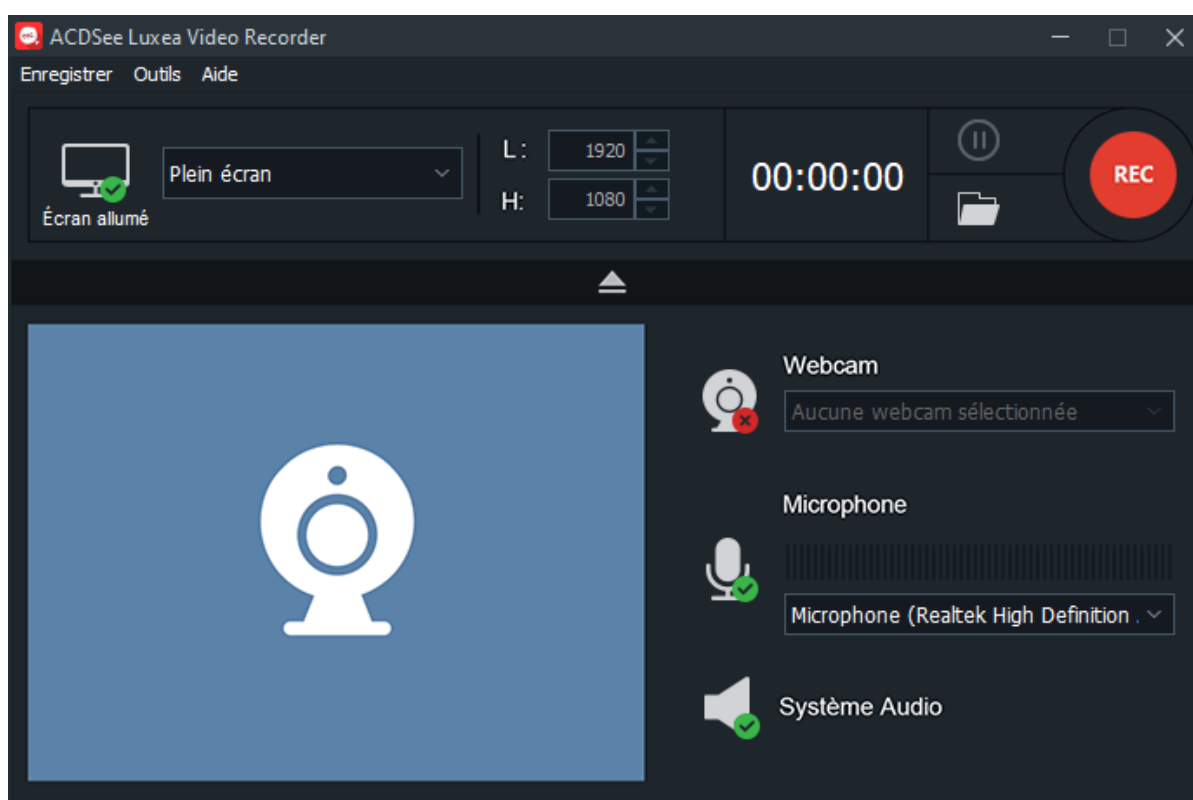 ACDSee Luxea Video Recorder
Enregistrer Outils Aide
Plein écran
Écran allumé
L: 1920
H: 1080
00:00:00
REC
Webcam
Aucune webcam sélectionnée
Microphone
Microphone (Realtek High Definition .
Système Audio